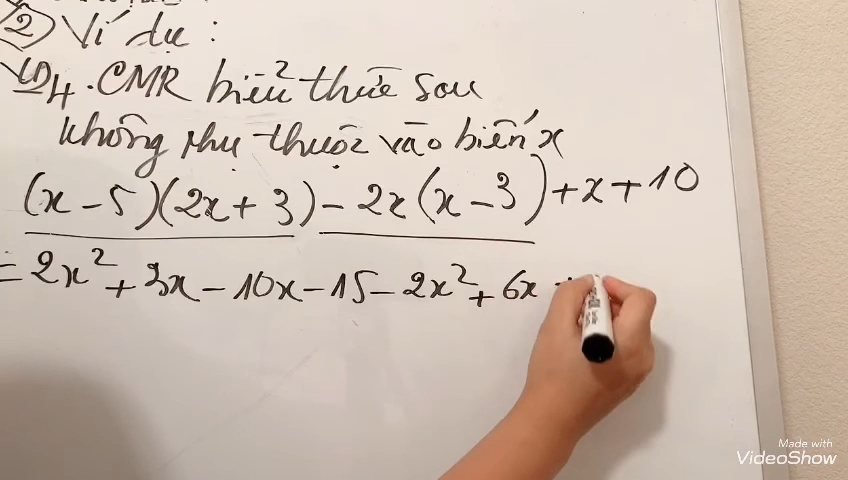 ② Ví dụ :
VD4. CMR biểu thức sau
không phụ thuộc vào biến x
(x - 5)(2x + 3) - 2x(x - 3) + x + 10
= 2x² + 3x - 10x - 15 - 2x² + 6x +
Made with
VideoShow